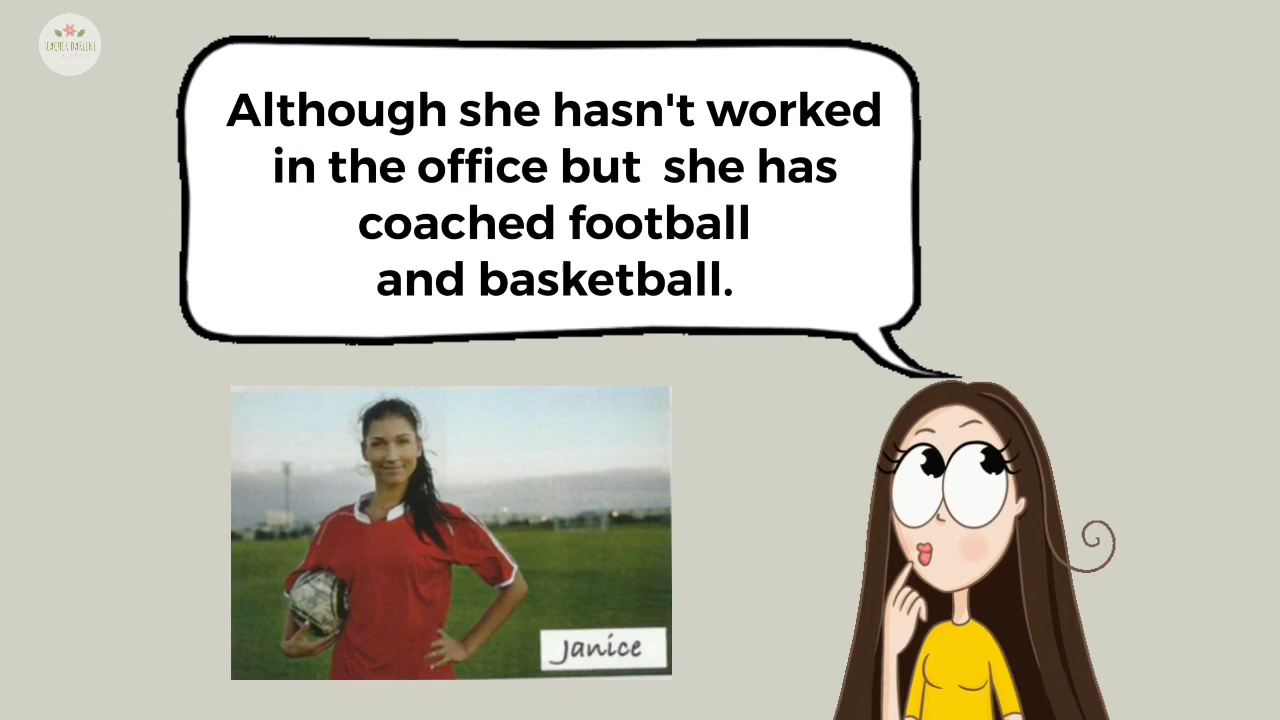 Although she hasn't worked
in the office but  she has
coached football
and basketball.
Janice